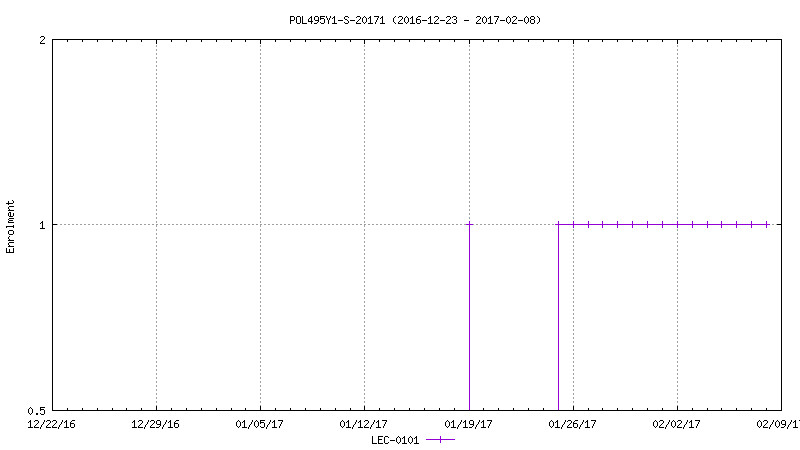 POL495Y1-S-20171 (2016-12-23 - 2017-02-08)
2
Enrolment
1
0.5
12/22/16 12/29/16 01/05/17 01/12/17 01/19/17 01/26/17 02/02/17 02/09/1
LEC-0101